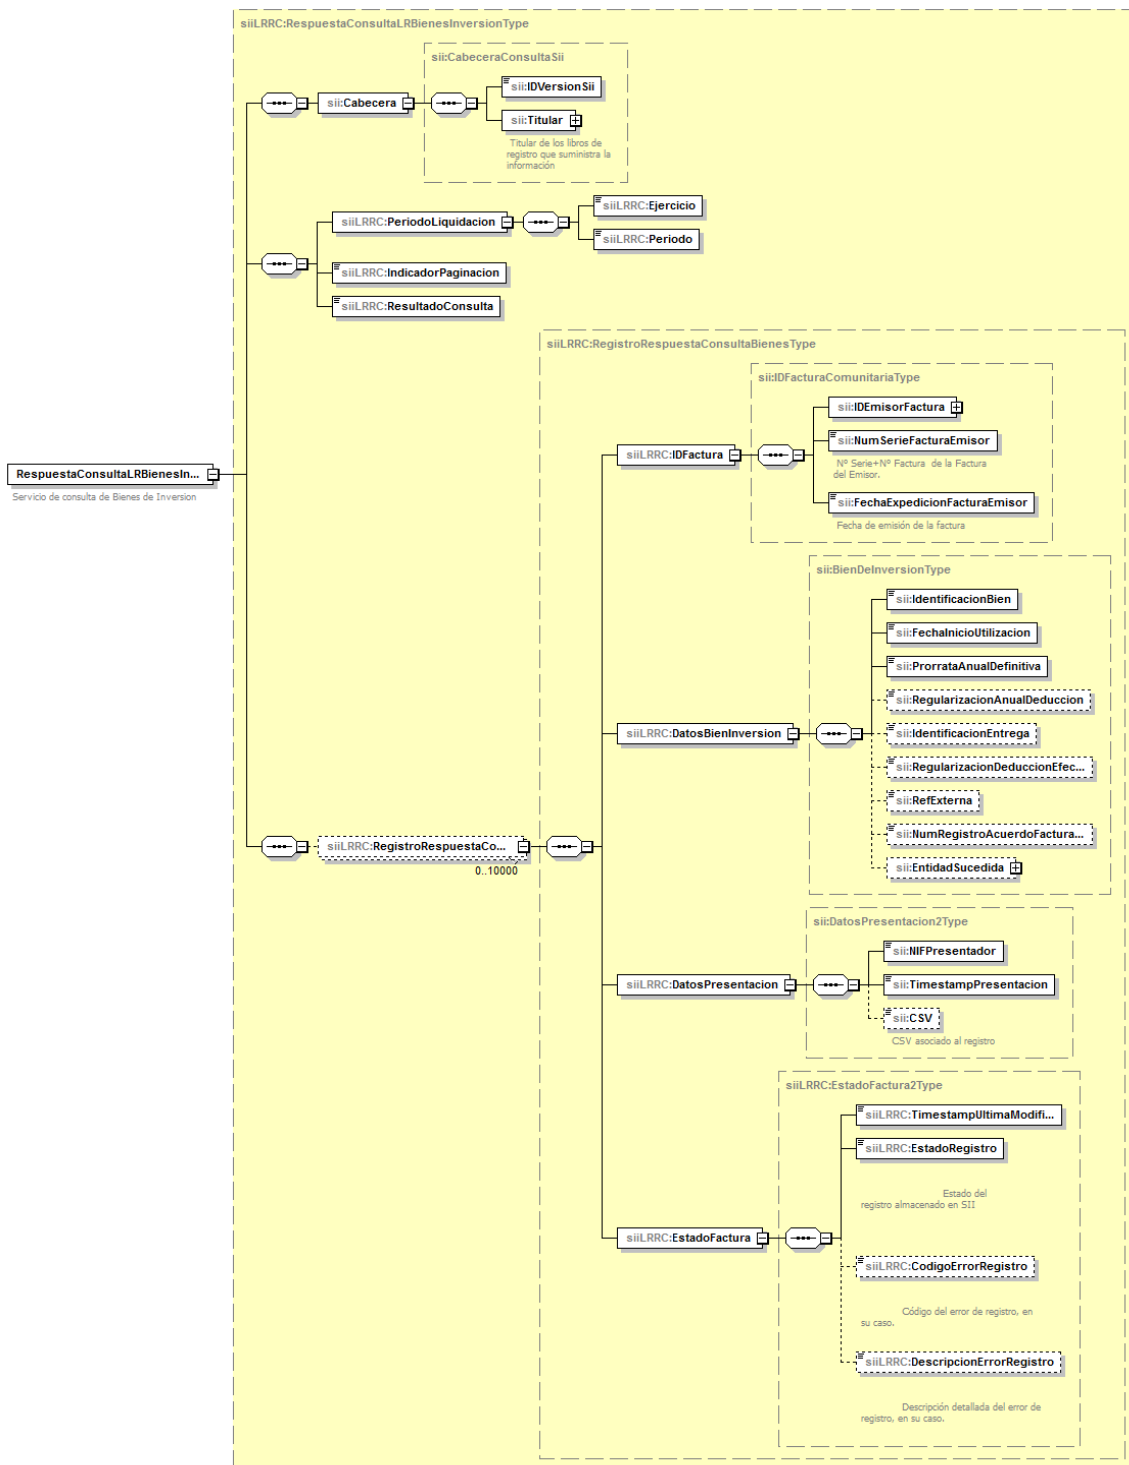 siiLRRC:RespuestaConsultaLRBienesInversionType
sii:CabeceraConsultaSii
sii:IDVersionSii
sii:Cabecera
sii:Titular
Titular de los libros de
registro que suministra la
información
siiLRRC:Ejercicio
siiLRRC:PeriodoLiquidacion
siiLRRC:Periodo
siiLRRC:IndicadorPaginacion
siiLRRC:ResultadoConsulta
siiLRRC:RegistroRespuestaConsultaBienesType
sii:IDFacturaComunitariaType
sii:IDEmisorFactura
sii:NumSerieFacturaEmisor
siiLRRC:IDFactura
Nº Serie+Nº Factura de la Factura
del Emisor.
RespuestaConsultaLRBienesIn...
Servicio de consulta de Bienes de Inversion
sii:FechaExpedicionFacturaEmisor
Fecha de emisión de la factura
sii:BienDeInversionType
sii:IdentificacionBien
sii:FechaInicioUtilizacion
sii:ProrrataAnualDefinitiva
sii:RegularizacionAnualDeduccion
siiLRRC:DatosBienInversion
sii:IdentificacionEntrega
sii:RegularizacionDeduccionEfec...
sii:RefExterna
sii:NumRegistroAcuerdoFactura...
siiLRRC:RegistroRespuestaCo...
0..10000
sii:EntidadSucedida
sii:DatosPresentacion2Type
sii:NIFPresentador
siiLRRC:DatosPresentacion
sii:TimestampPresentacion
sii:CSV
CSV asociado al registro
siiLRRC:EstadoFactura2Type
siiLRRC:TimestampUltimaModifi...
siiLRRC:EstadoRegistro
Estado del
registro almacenado en SII
siiLRRC:EstadoFactura
siiLRRC:CodigoErrorRegistro
Código del error de registro, en
su caso.
siiLRRC:DescripcionErrorRegistro
Descripción detallada del error de
registro, en su caso.